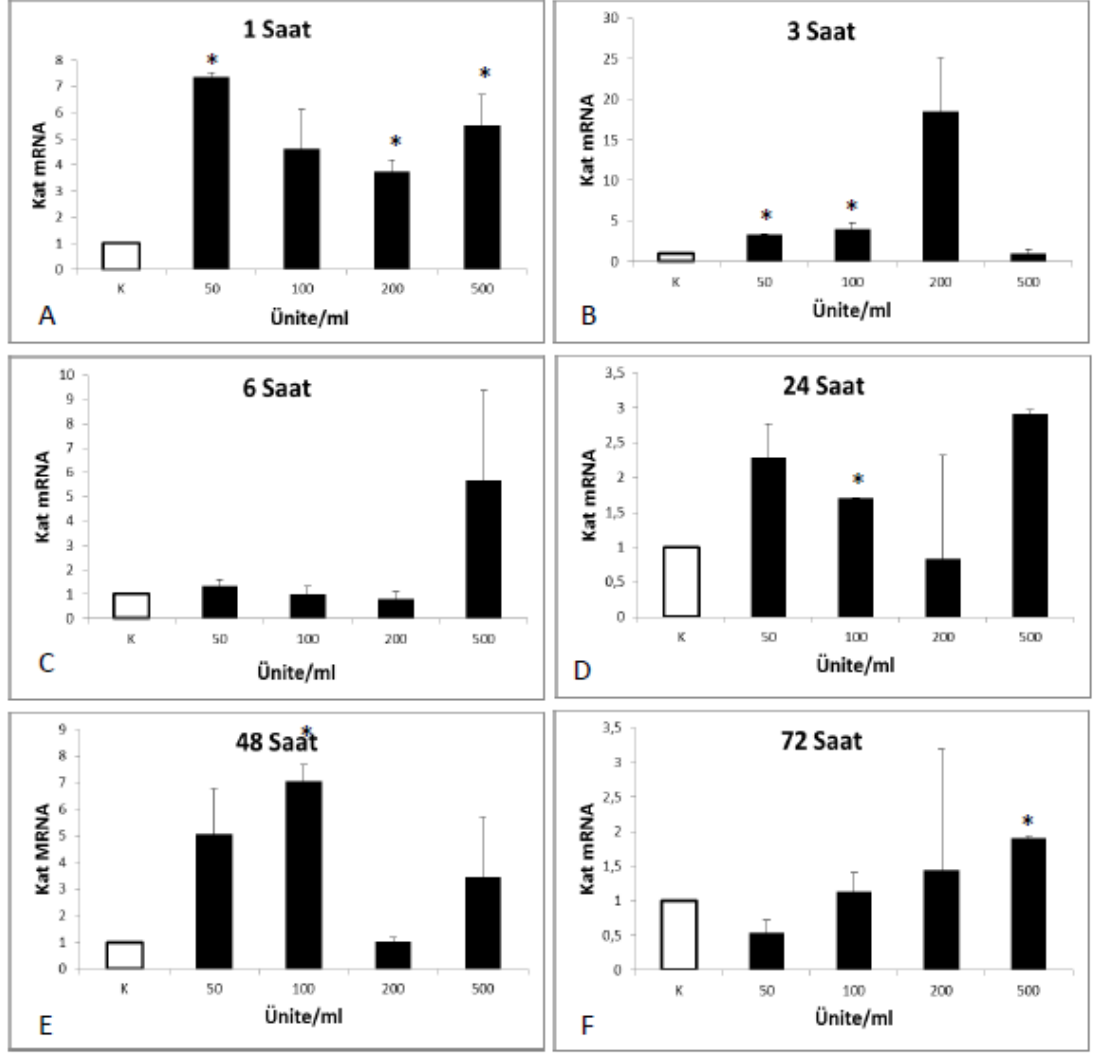 1 Saat
*
*
*
8
7
6
5
4
3
2
1
0
Kat mRNA
K 50 100 200 500
Ünite/ml
A
3 Saat
*
*
30
25
20
15
10
5
0
Kat mRNA
K 50 100 200 500
Ünite/ml
B
6 Saat
10
9
8
7
6
5
4
3
2
1
0
Kat mRNA
K 50 100 200 500
Ünite/ml
C
24 Saat
*
3,5
3
2,5
2
1,5
1
0,5
0
Kat mRNA
K 50 100 200 500
Ünite/ml
D
48 Saat
*
9
8
7
6
5
4
3
2
1
0
Kat MRNA
K 50 100 200 500
Ünite/ml
E
72 Saat
*
3,5
3
2,5
2
1,5
1
0,5
0
Kat mRNA
K 50 100 200 500
Ünite/ml
F